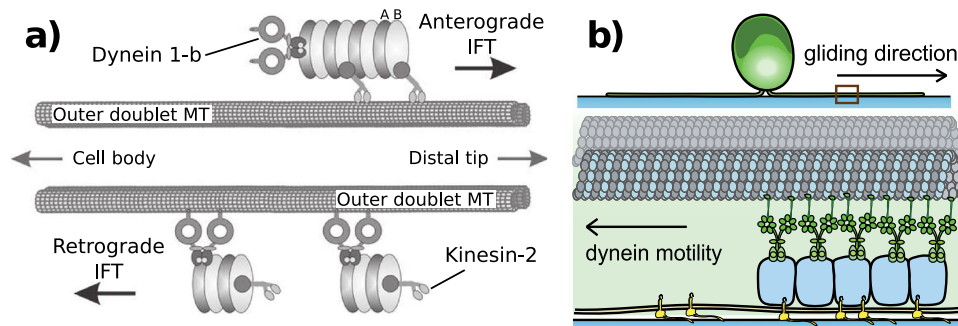 a)
A B
Anterograde
IFT
Dynein 1-b
Outer doublet MT
Cell body
Distal tip
Outer doublet MT
Retrograde
IFT
Kinesin-2
b)
gliding direction
dynein motility